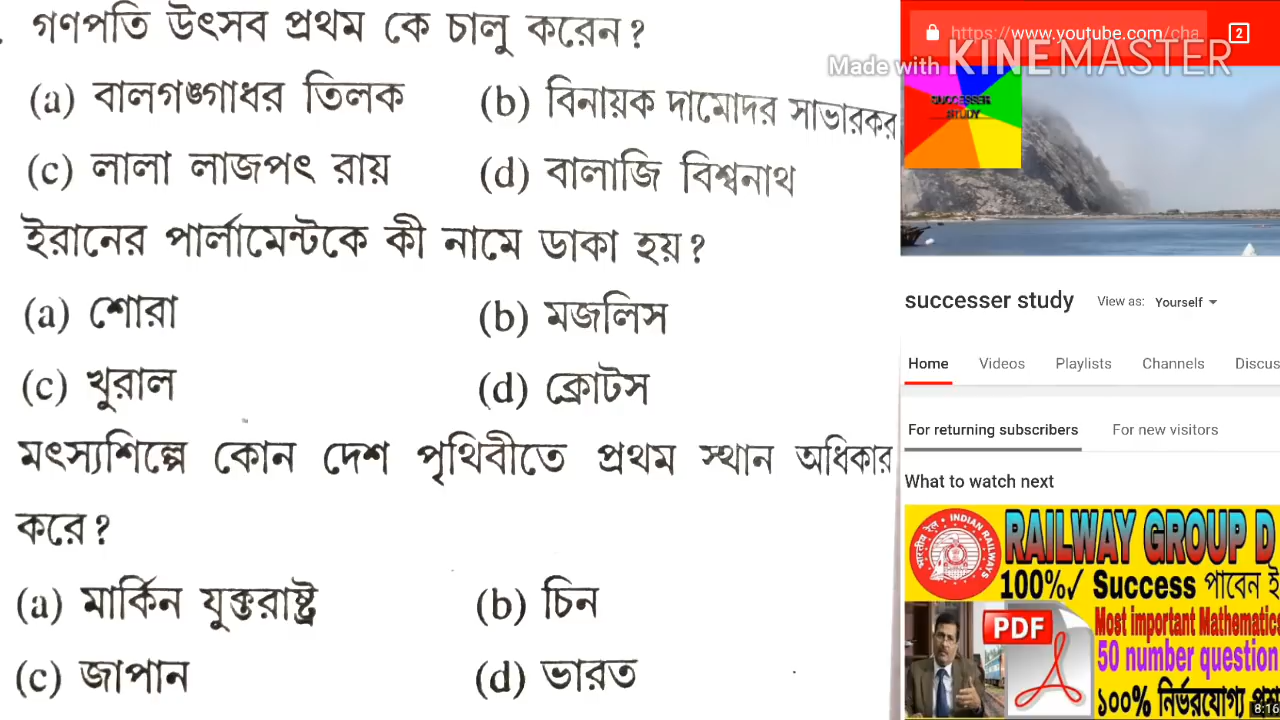 গণপতি উৎসব প্রথম কে চালু করেন?
(a) বালগঙ্গাধর তিলক (b) বিনায়ক দামোদর সাভারকর
(c) লালা লাজপৎ রায় (d) বালাজি বিশ্বনাথ
ইরানের পার্লামেন্টকে কী নামে ডাকা হয়?
(a) শোরা (b) মজলিস
(c) খুরাল (d) ক্রোটস
মৎস্যশিল্পে কোন দেশ পৃথিবীতে প্রথম স্থান অধিকার
করে?
(a) মার্কিন যুক্তরাষ্ট্র (b) চিন
(c) জাপান (d) ভারত
https://www.youtube.com/cha 2
Made with KINEMASTER
SUCCESSER
STUDY
successer study View as: Yourself
Home Videos Playlists Channels Discus
For returning subscribers For new visitors
What to watch next
भारतीय रेल • INDIAN RAILWAYS
RAILWAY GROUP D
100%✓ Success পাবেন ই
PDF
Most important Mathematics
50 number question
১০০% নির্ভরযোগ্য প্রশ্ন
8:16